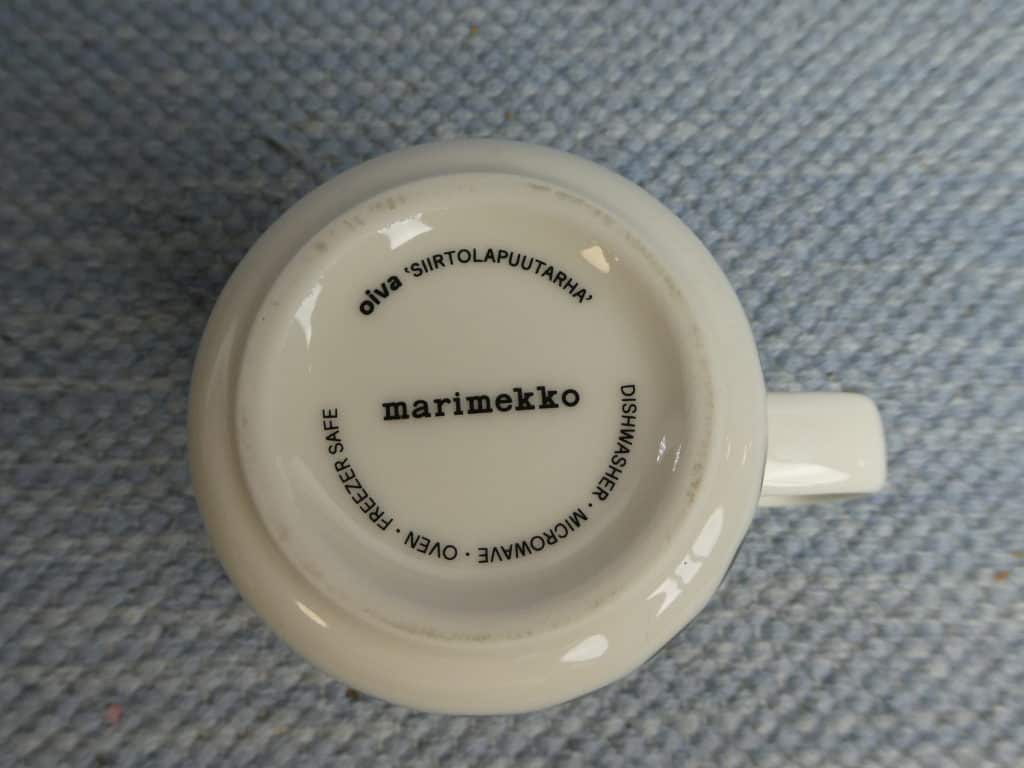 oiva ‘SIIRTOLAPUUTARHA’
marimekko
DISHWASHER · MICROWAVE · OVEN · FREEZER SAFE